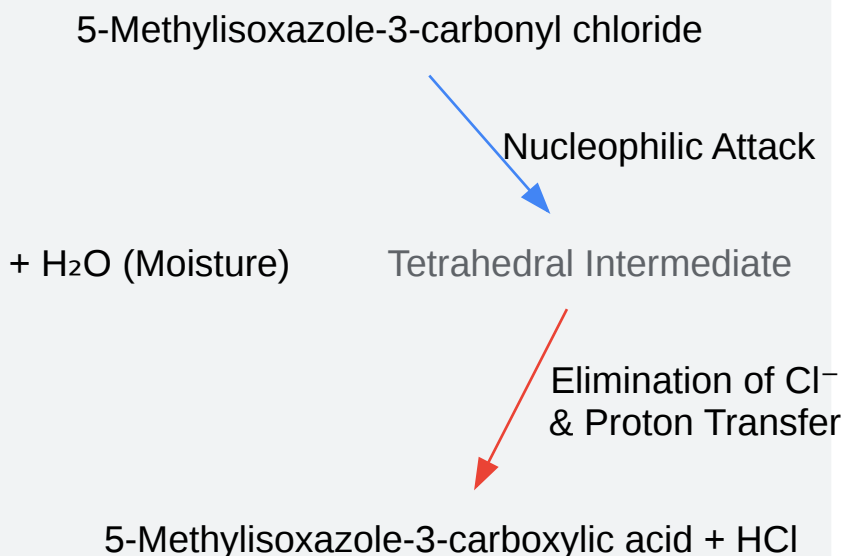 5-Methylisoxazole-3-carbonyl chloride
Nucleophilic Attack
+ H₂O (Moisture)
Tetrahedral Intermediate
Elimination of Cl⁻
& Proton Transfer
5-Methylisoxazole-3-carboxylic acid + HCl